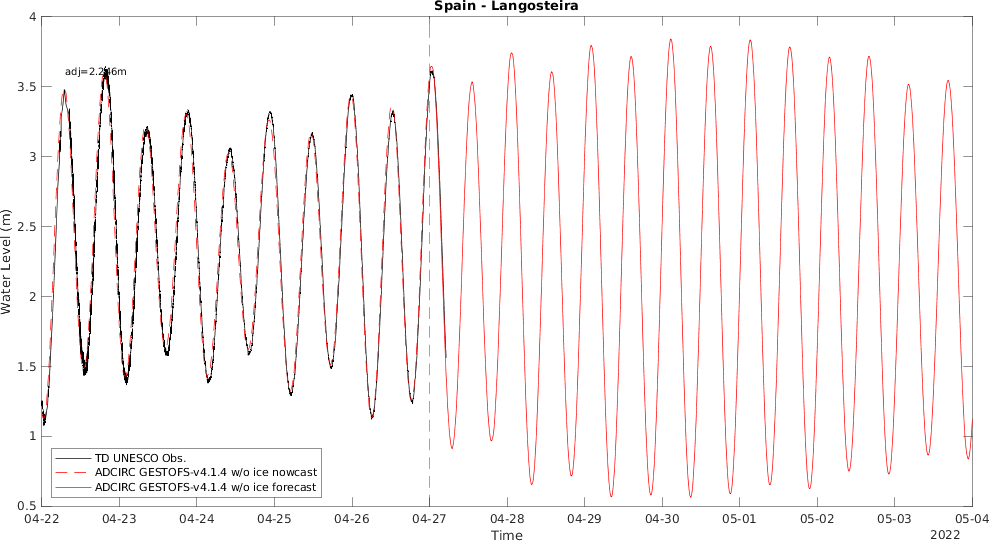 Spain - Langosteira
adj=2.246m
Water Level (m)
4
3.5
3
2.5
2
1.5
1
0.5
TD UNESCO Obs.
ADCIRC GESTOFS-v4.1.4 w/o ice nowcast
ADCIRC GESTOFS-v4.1.4 w/o ice forecast
04-22 04-23 04-24 04-25 04-26 04-27 04-28 04-29 04-30 05-01 05-02 05-03 05-04
Time
2022